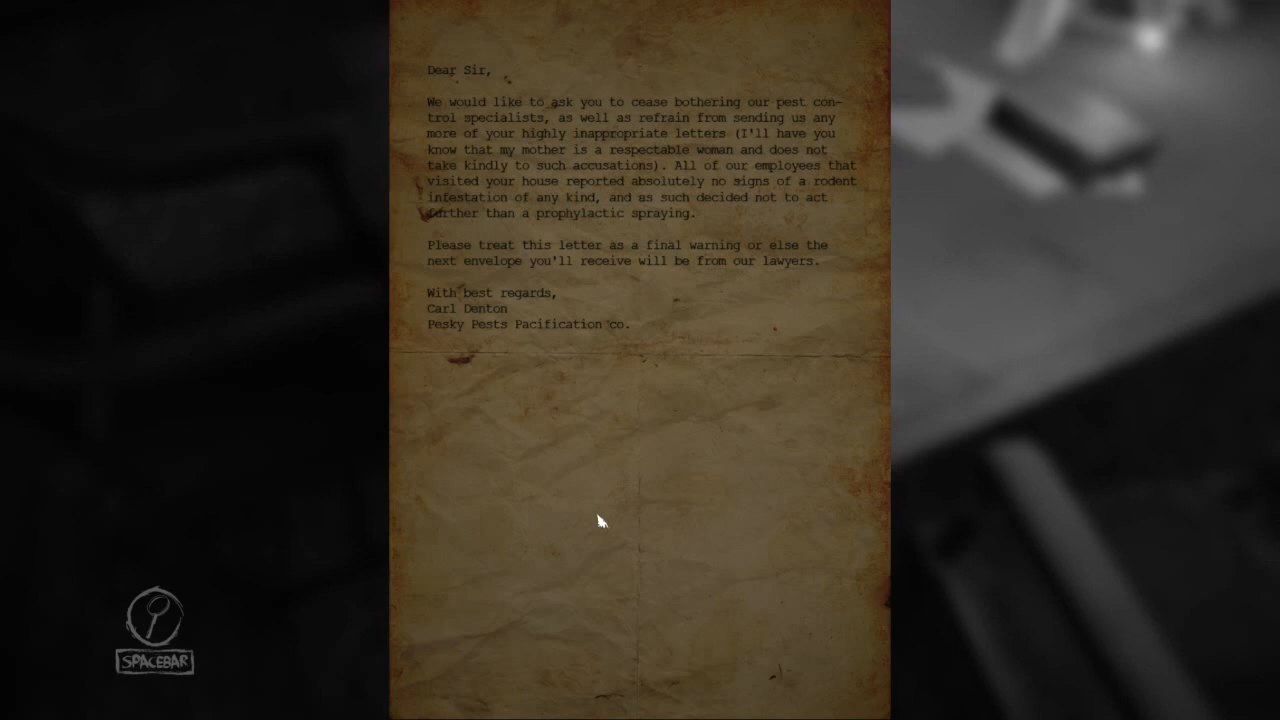 Dear Sir,
We would like to ask you to cease bothering our pest con-
trol specialists, as well as refrain from sending us any
more of your highly inappropriate letters (I'll have you
know that my mother is a respectable woman and does not
take kindly to such accusations). All of our employees that
visited your house reported absolutely no signs of a rodent
infestation of any kind, and as such decided not to act
further than a prophylactic spraying.
Please treat this letter as a final warning or else the
next envelope you'll receive will be from our lawyers.
With best regards,
Carl Denton
Pesky Pests Pacification co.
SPACEBAR